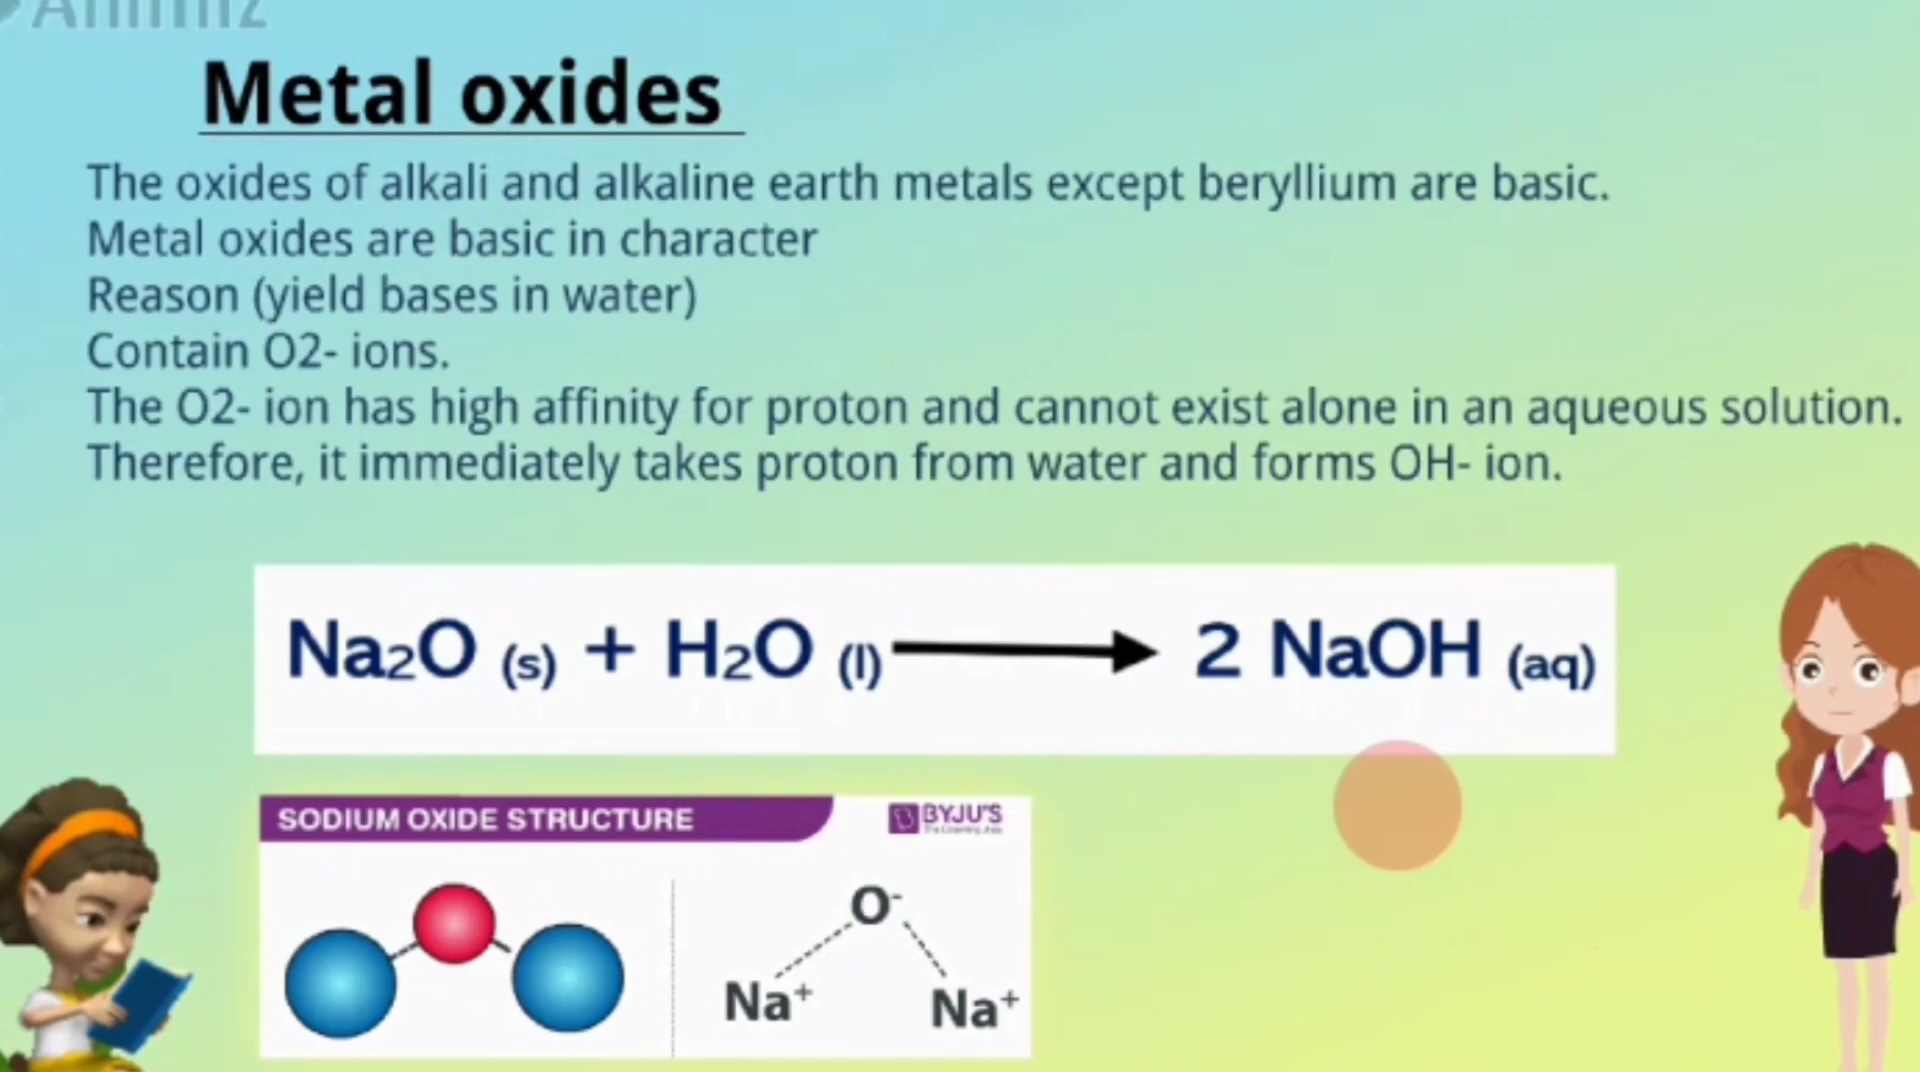 Metal oxides
The oxides of alkali and alkaline earth metals except beryllium are basic.
Metal oxides are basic in character
Reason (yield bases in water)
Contain O2- ions.
The O2- ion has high affinity for proton and cannot exist alone in an aqueous solution.
Therefore, it immediately takes proton from water and forms OH- ion.
Na₂O (s) + H₂O (l) ⟶ 2 NaOH (aq)
SODIUM OXIDE STRUCTURE
BYJU'S
The Learning App
O⁻
Na⁺ Na⁺